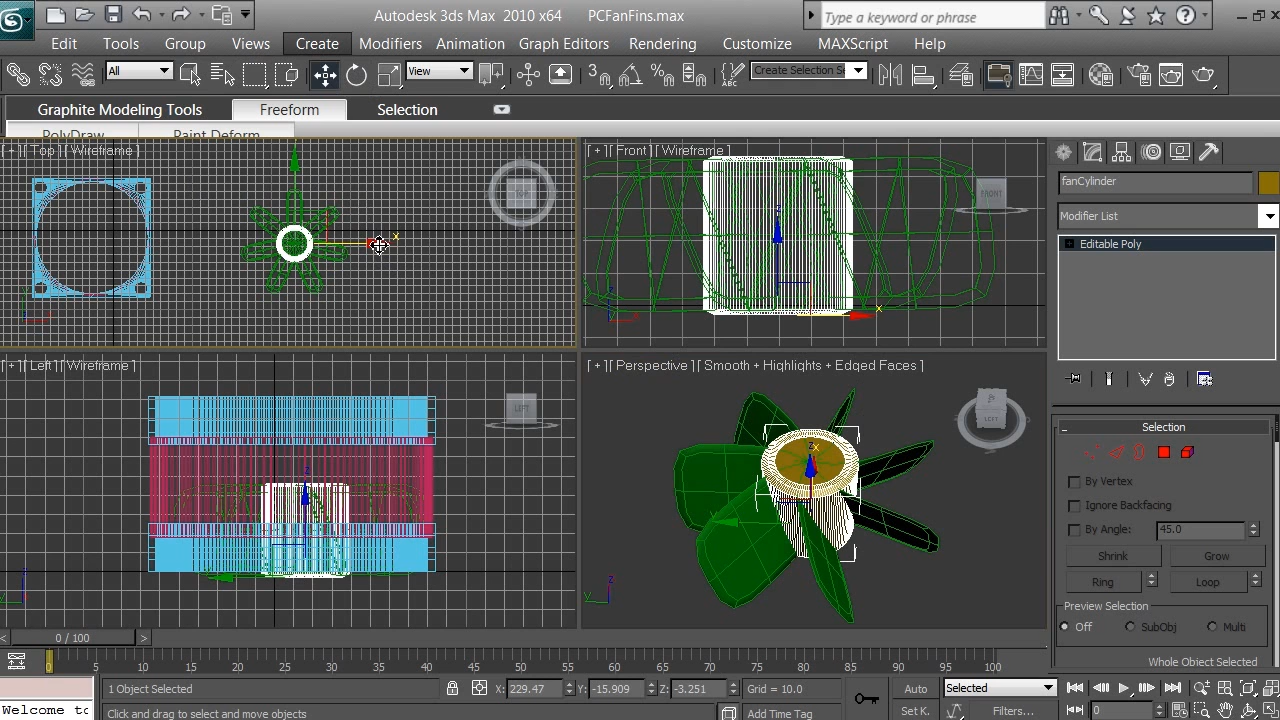 Autodesk 3ds Max 2010 x64 PCFanFins.max
Type a keyword or phrase
Edit Tools Group Views Create Modifiers Animation Graph Editors Rendering Customize MAXScript Help
All View Create Selection Se
Graphite Modeling Tools Freeform Selection
PolyDraw Paint Deform
[ + ][ Top ][ Wireframe ]
TOP
[ + ][ Front ][ Wireframe ]
FRONT
fanCylinder
Modifier List
Editable Poly
[ + ][ Left ][ Wireframe ]
LEFT
[ + ][ Perspective ][ Smooth + Highlights + Edged Faces ]
LEFT
- Selection
By Vertex
Ignore Backfacing
By Angle: 45.0
Shrink Grow
Ring Loop
Preview Selection
Off SubObj Multi
Whole Object Selected
< 0 / 100 >
0 5 10 15 20 25 30 35 40 45 50 55 60 65 70 75 80 85 90 95 100
1 Object Selected X: 229.47 Y: -15.909 Z: -3.251 Grid = 10.0 Auto Selected
Welcome to Click and drag to select and move objects Add Time Tag Set K. Filters... 0